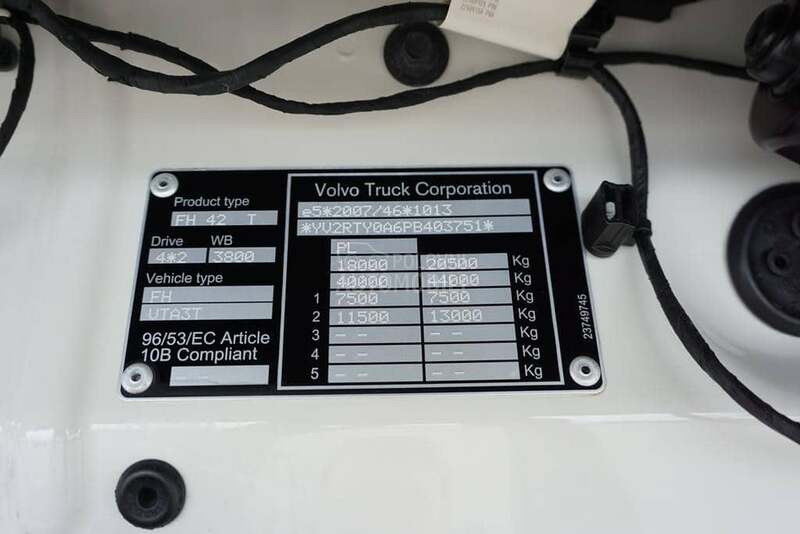 Product type
FH 42 T
Drive WB
4*2 3800
Vehicle type
FH
VTA3T
96/53/EC Article
10B Compliant
-- --
Volvo Truck Corporation
e5*2007/46*1013
*YV2RTY0A6PB403751*
PL
18000 20500 Kg
40000 44000 Kg
1 7500 7500 Kg
2 11500 13000 Kg
3 -- -- -- -- Kg
4 -- -- -- -- Kg
5 -- -- -- -- Kg
23749745